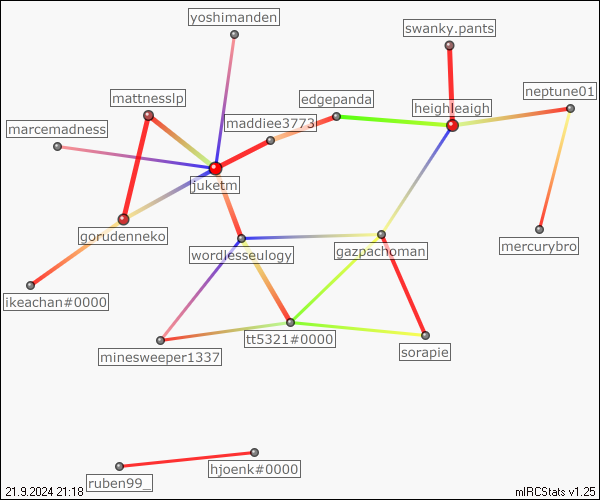 yoshimanden
swanky.pants
neptune01
mattnesslp
edgepanda
heighleaigh
maddiee3773
marcemadness
juketm
gorudenneko
mercurybro
wordlesseulogy
gazpachoman
ikeachan#0000
tt5321#0000
sorapie
minesweeper1337
hjoenk#0000
ruben99_
21.9.2024 21:18
mIRCStats v1.25